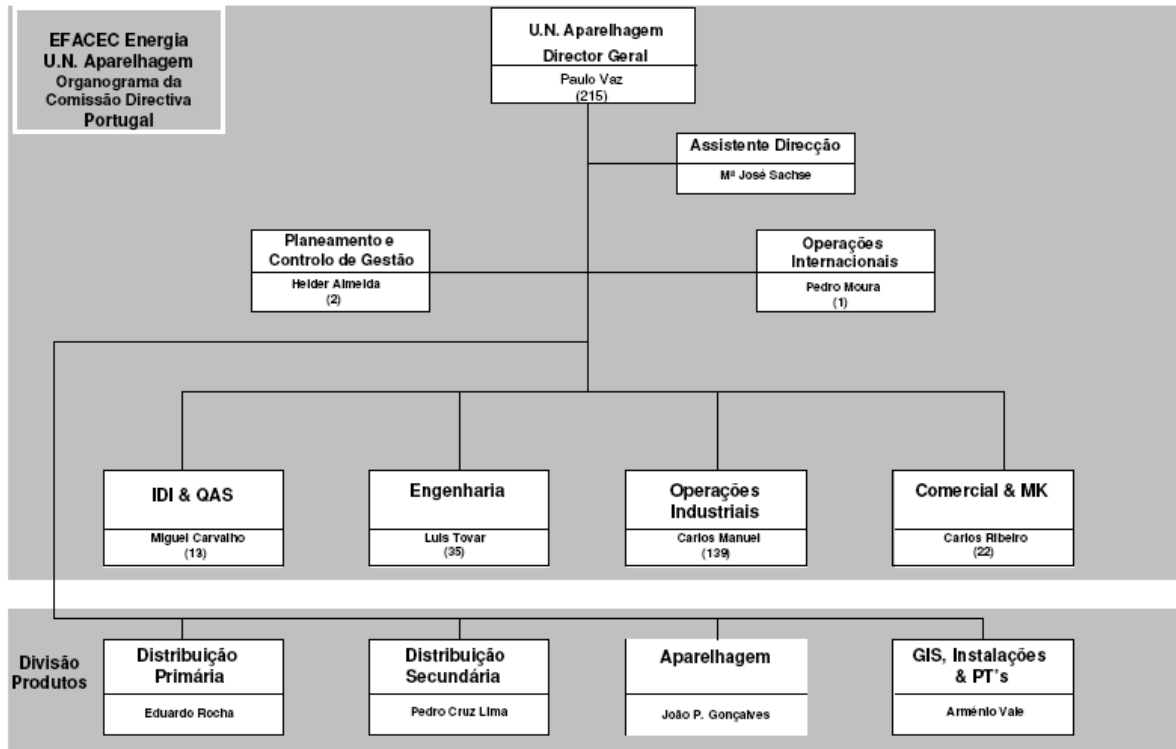 EFACEC Energia
U.N. Aparelhagem
Organograma da
Comissão Directiva
Portugal
U.N. Aparelhagem
Director Geral
Paulo Vaz
(215)
Assistente Direcção
Mª José Sachse
Planeamento e
Controlo de Gestão
Helder Almeida
(2)
Operações
Internacionais
Pedro Moura
(1)
IDI & QAS
Miguel Carvalho
(13)
Engenharia
Luis Tovar
(35)
Operações
Industriais
Carlos Manuel
(139)
Comercial & MK
Carlos Ribeiro
(22)
Divisão
Produtos
Distribuição
Primária
Eduardo Rocha
Distribuição
Secundária
Pedro Cruz Lima
Aparelhagem
João P. Gonçalves
GIS, Instalações
& PT's
Arménio Vale